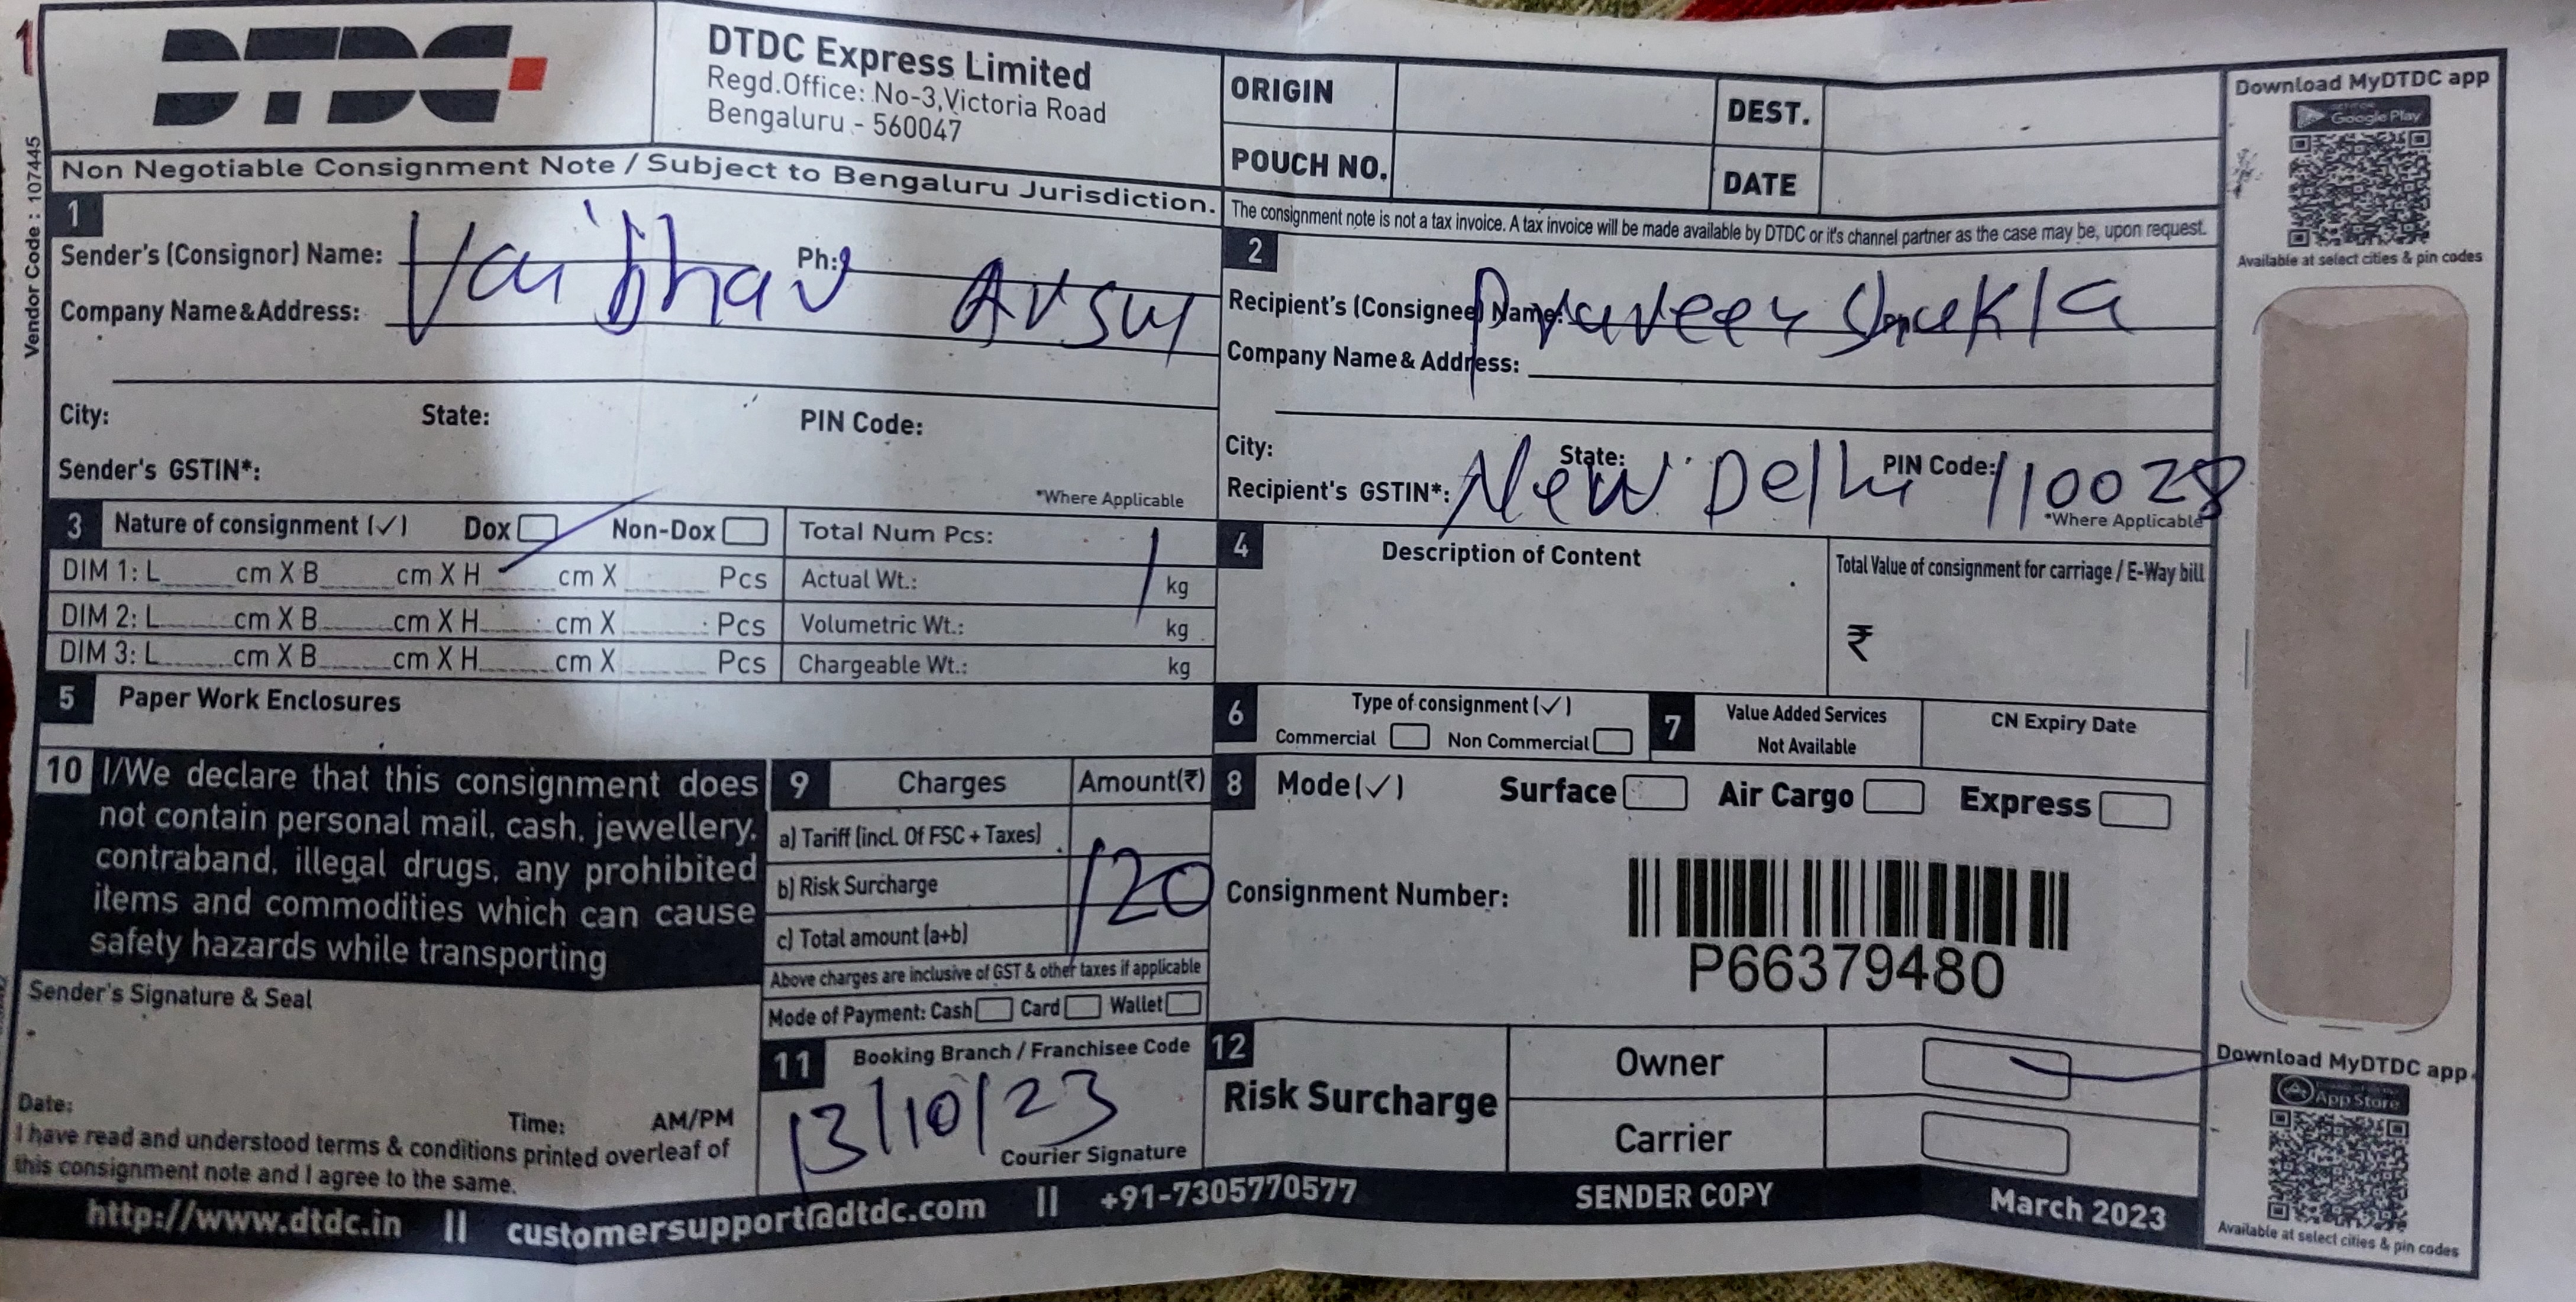 1
DTDC
DTDC Express Limited
Regd.Office: No-3,Victoria Road
Bengaluru - 560047
Vendor Code : 107445
Non Negotiable Consignment Note / Subject to Bengaluru Jurisdiction.
ORIGIN DEST.
POUCH NO. DATE
The consignment note is not a tax invoice. A tax invoice will be made available by DTDC or it's channel partner as the case may be, upon request.
1
Sender's (Consignor) Name: Vaibhav Ph:
Company Name&Address:
City: State: PIN Code:
Sender's GSTIN*:
*Where Applicable
2
Recipient's (Consignee) Name: Shukla
Company Name & Address:
City: State: PIN Code: 110028
Recipient's GSTIN*: New Delhi
*Where Applicable
3 Nature of consignment (✓) Dox Non-Dox
DIM 1: L cm X B cm X H cm X Pcs
DIM 2: L cm X B cm X H cm X Pcs
DIM 3: L cm X B cm X H cm X Pcs
Total Num Pcs: 1
Actual Wt.: kg
Volumetric Wt.: kg
Chargeable Wt.: kg
4 Description of Content
Total Value of consignment for carriage / E-Way bill
₹
5 Paper Work Enclosures
6 Type of consignment (✓)
Commercial Non Commercial
7 Value Added Services
Not Available
CN Expiry Date
8 Mode(✓) Surface Air Cargo Express
Consignment Number:
P66379480
9 Charges Amount(₹)
a) Tariff (incl. Of FSC + Taxes)
b) Risk Surcharge 120
c) Total amount (a+b)
Above charges are inclusive of GST & other taxes if applicable
Mode of Payment: Cash Card Wallet
10 I/We declare that this consignment does
not contain personal mail, cash, jewellery,
contraband, illegal drugs, any prohibited
items and commodities which can cause
safety hazards while transporting
Sender's Signature & Seal
Date: Time: AM/PM
I have read and understood terms & conditions printed overleaf of
this consignment note and I agree to the same.
11 Booking Branch / Franchisee Code
13/10/23
Courier Signature
12
Risk Surcharge
Owner
Carrier
http://www.dtdc.in || customersupport@dtdc.com || +91-7305770577 SENDER COPY March 2023
Download MyDTDC app
GET IT ON
Google Play
Available at select cities & pin codes
Download MyDTDC app
App Store
Available at select cities & pin codes